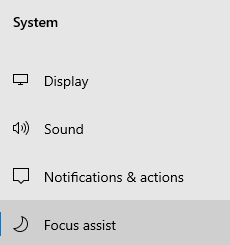 System
Display
Sound
Notifications & actions
Focus assist